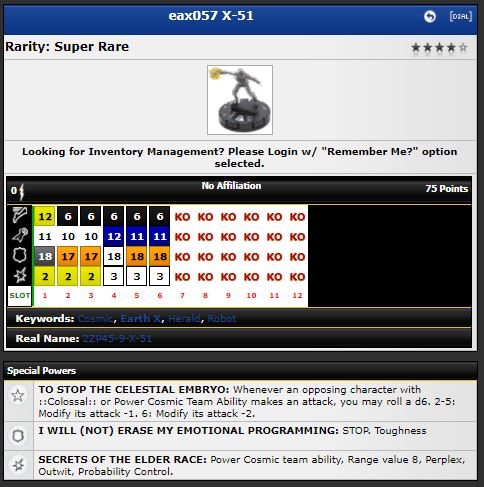 eax057 X-51
[DIAL]
Rarity: Super Rare
Looking for Inventory Management? Please Login w/ "Remember Me?" option
selected.
0 No Affiliation 75 Points
12 6 6 6 6 6 KO KO KO KO KO KO
11 10 10 12 11 11 KO KO KO KO KO KO
18 17 17 18 18 18 KO KO KO KO KO KO
2 2 2 3 3 3 KO KO KO KO KO KO
SLOT 1 2 3 4 5 6 7 8 9 10 11 12
Keywords: Cosmic, Earth X, Herald, Robot
Real Name: 2ZP45-9-X-51
Special Powers
TO STOP THE CELESTIAL EMBRYO: Whenever an opposing character with
::Colossal:: or Power Cosmic Team Ability makes an attack, you may roll a d6. 2-5:
Modify its attack -1. 6: Modify its attack -2.
I WILL (NOT) ERASE MY EMOTIONAL PROGRAMMING: STOP. Toughness
SECRETS OF THE ELDER RACE: Power Cosmic team ability, Range value 8, Perplex,
Outwit, Probability Control.